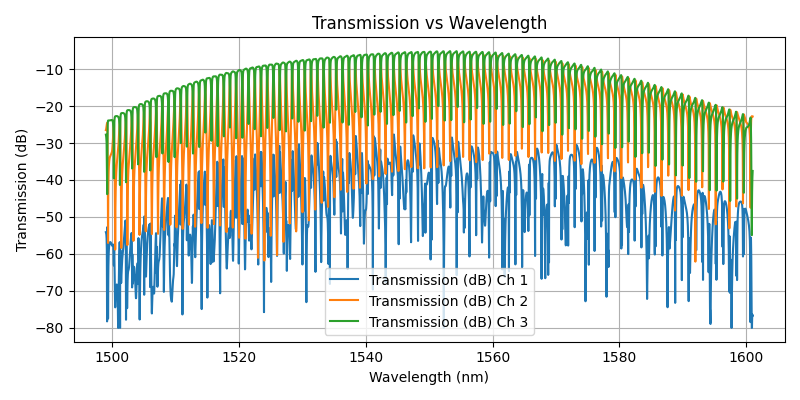 Transmission vs Wavelength
Transmission (dB)
−10
−20
−30
−40
−50
−60
−70
−80
Transmission (dB) Ch 1
Transmission (dB) Ch 2
Transmission (dB) Ch 3
1500 1520 1540 1560 1580 1600
Wavelength (nm)